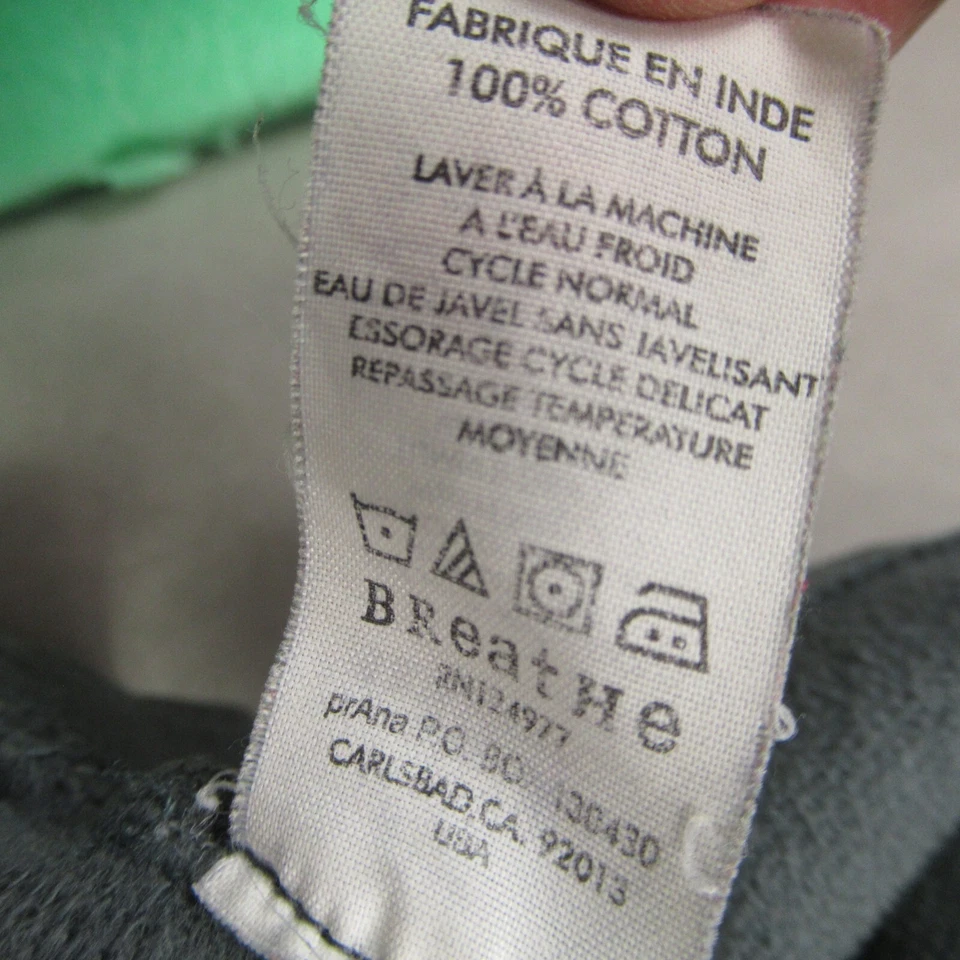 FABRIQUE EN INDE
100% COTTON
LAVER À LA MACHINE
A L'EAU FROID
CYCLE NORMAL
EAU DE JAVEL SANS JAVELISANT
ESSORAGE CYCLE DELICAT
REPASSAGE TEMPERATURE
MOYENNE
BReatHe
RN124977
prAna P.O. BO. 130430
CARLSBAD, CA. 92013
USA